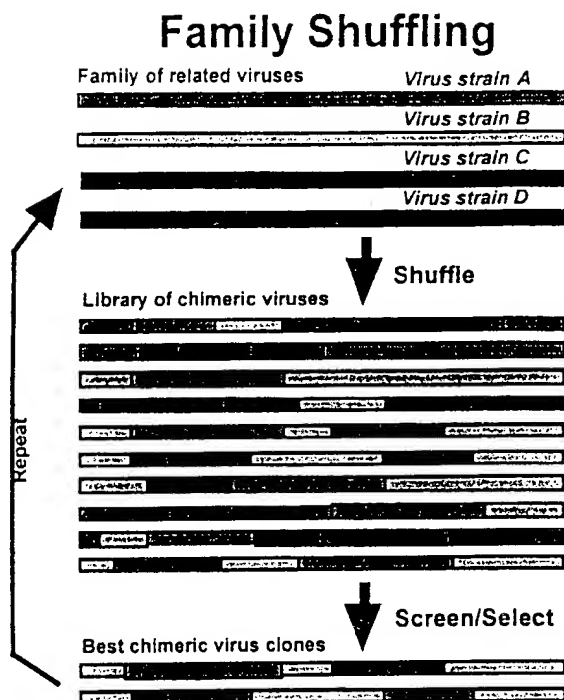 Family Shuffling
Family of related viruses
Virus strain A
Virus strain B
Virus strain C
Virus strain D
Shuffle
Library of chimeric viruses
Repeat
Screen/Select
Best chimeric virus clones